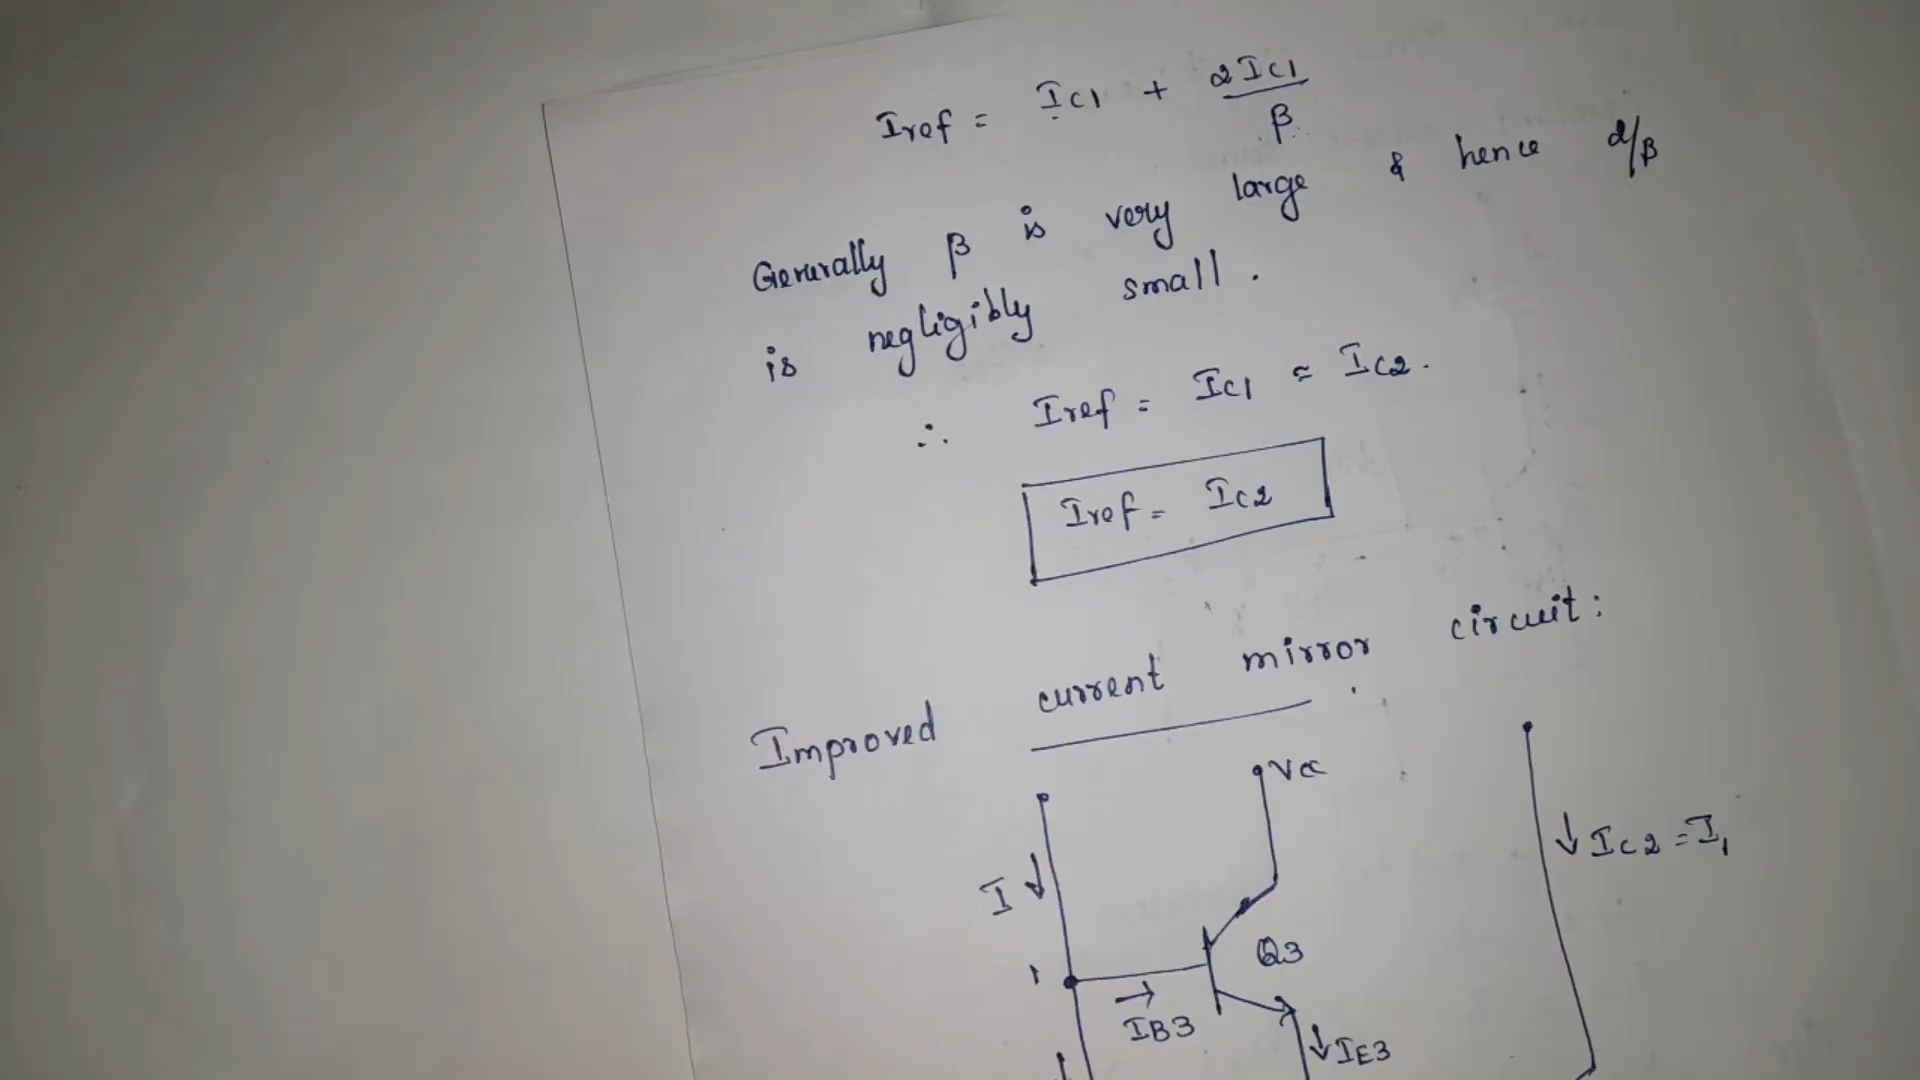 Iref = IC1 + 2IC1/β
Generally β is very large & hence 2/β
is negligibly small.
∴ Iref = IC1 ≈ IC2.
Iref = IC2
Improved current mirror circuit:
Vcc
I
IC2 = I1
Q3
IB3
IE3